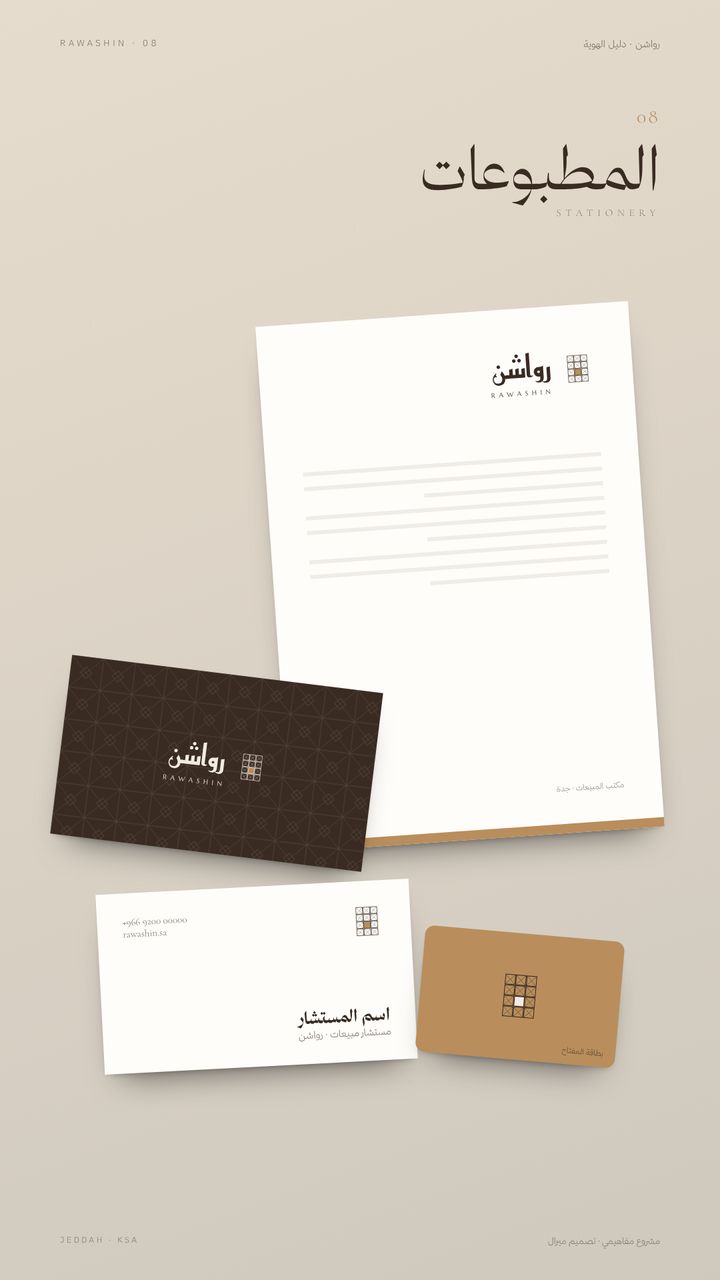 رواشن · دليل الهوية
RAWASHIN · 08
08
المطبوعات
STATIONERY
رواشن
RAWASHIN
مكتب المبيعات · جدة
رواشن
RAWASHIN
+966 9200 00000
rawashin.sa
اسم المستشار
مستشار مبيعات · رواشن
بطاقة المفتاح
مشروع مفاهيمي · تصميم ميرال
JEDDAH · KSA